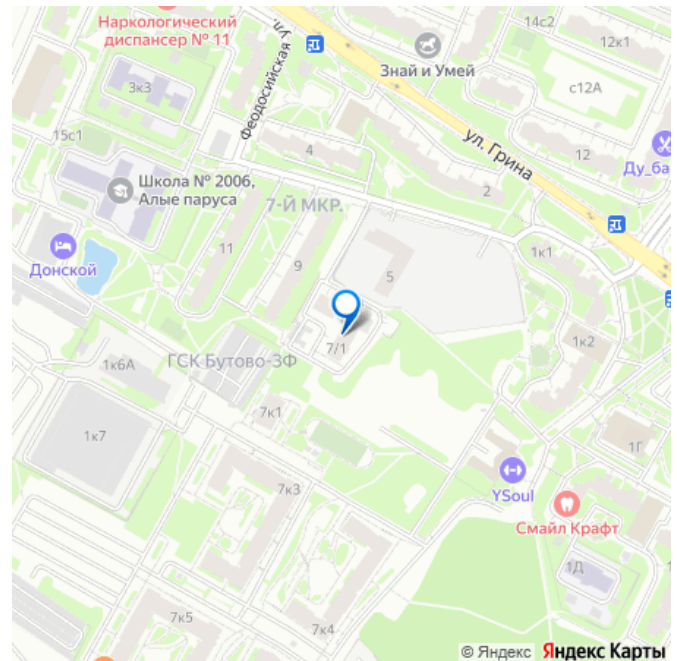 Наркологический
диспансер № 11
14с2
12к1
Знай и Умей
Феодосийская ул.
3к3
с12А
15с1
4
ул. Грина
12
Ду_ба
Школа № 2006,
Алые паруса
2
7-Й МКР.
11
9
5
1к1
Донской
7/1
1к2
ГСК Бутово-3Ф
1к6А
7к1
1к7
1Г
7к3
YSoul
Смайл Крафт
1Д
7к5
7к4
© Яндекс Яндекс Карты